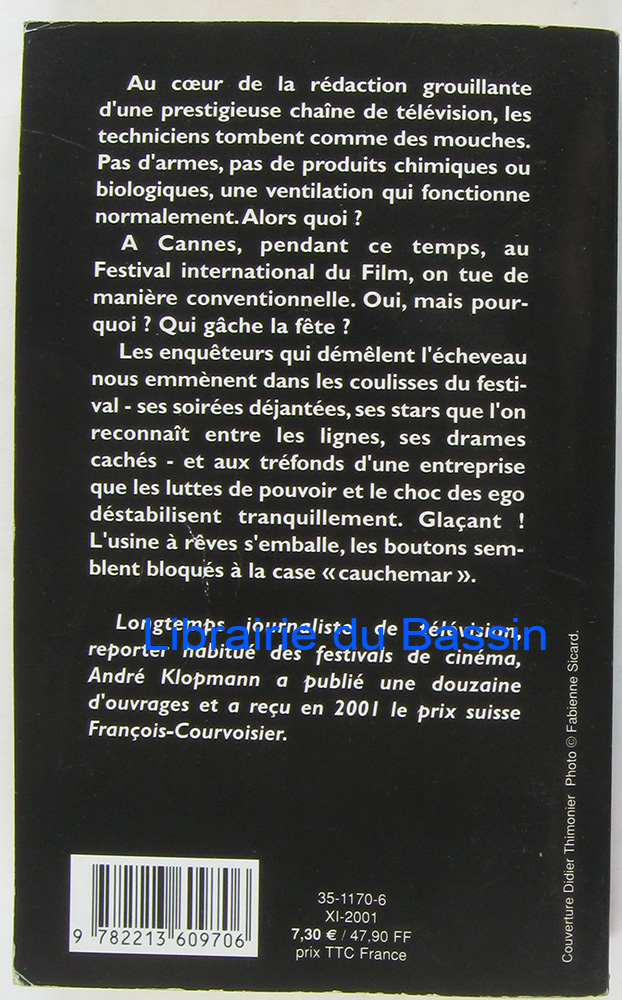 Au cœur de la rédaction grouillante
d'une prestigieuse chaîne de télévision, les
techniciens tombent comme des mouches.
Pas d'armes, pas de produits chimiques ou
biologiques, une ventilation qui fonctionne
normalement. Alors quoi ?
A Cannes, pendant ce temps, au
Festival international du Film, on tue de
manière conventionnelle. Oui, mais pour-
quoi ? Qui gâche la fête ?
Les enquêteurs qui démêlent l'écheveau
nous emmènent dans les coulisses du festi-
val - ses soirées déjantées, ses stars que l'on
reconnaît entre les lignes, ses drames
cachés - et aux tréfonds d'une entreprise
que les luttes de pouvoir et le choc des ego
déstabilisent tranquillement. Glaçant !
L'usine à rêves s'emballe, les boutons sem-
blent bloqués à la case « cauchemar ».
Longtemps journaliste de télévision,
Librairie du Bassin
reporter habitué des festivals de cinéma,
André Klopmann a publié une douzaine
d'ouvrages et a reçu en 2001 le prix suisse
François-Courvoisier.
Couverture Didier Thimonier Photo © Fabienne Sicard.
9 782213 609706
35-1170-6
XI-2001
7,30 € / 47,90 FF
prix TTC France